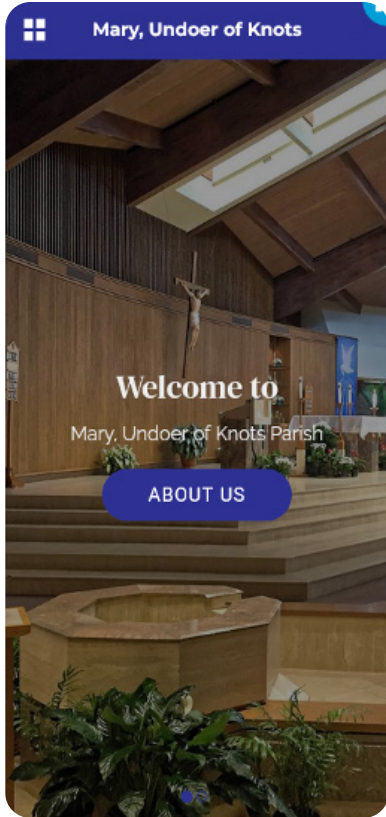 Mary, Undoer of Knots
Welcome to
Mary, Undoer of Knots Parish
ABOUT US